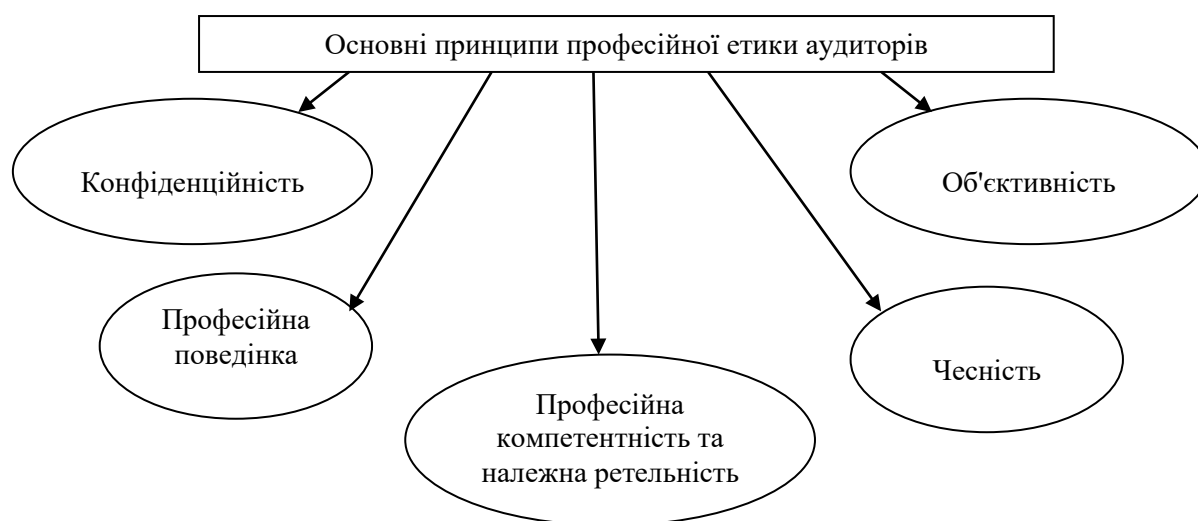 Основні принципи професійної етики аудиторів
Конфіденційність
Об'єктивність
Професійна
поведінка
Чесність
Професійна
компетентність та
належна ретельність